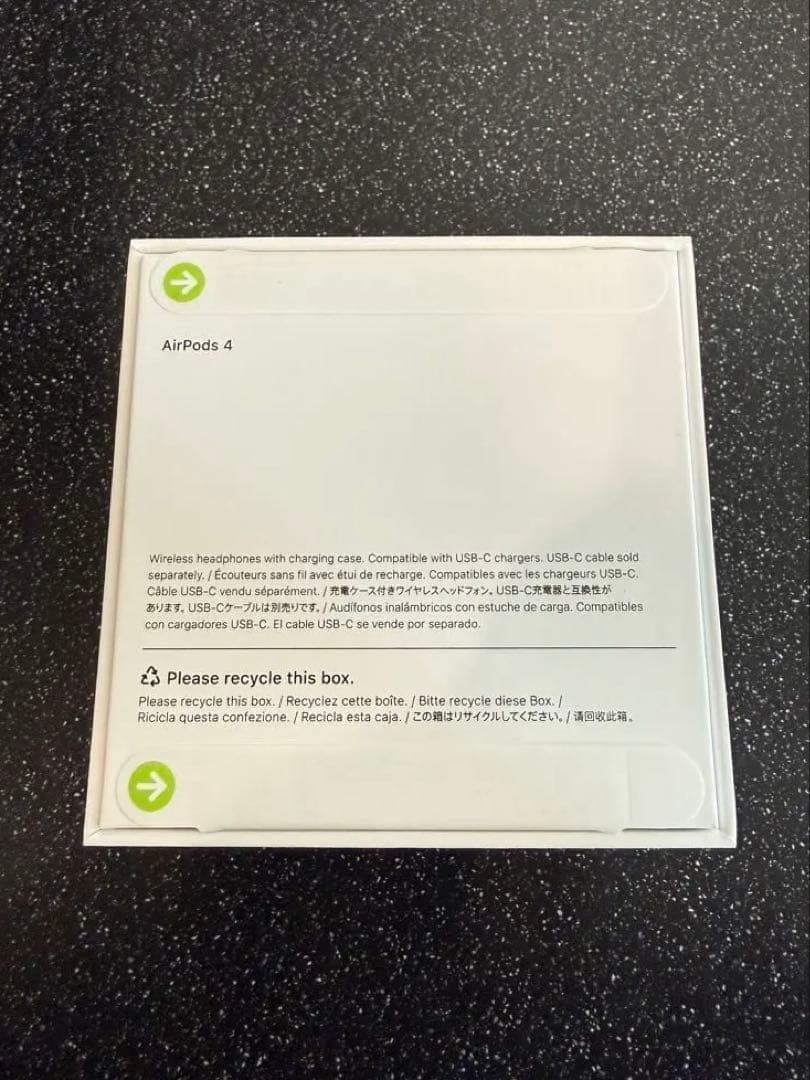 AirPods 4
Wireless headphones with charging case. Compatible with USB-C chargers. USB-C cable sold
separately. / Écouteurs sans fil avec étui de recharge. Compatibles avec les chargeurs USB-C.
Câble USB-C vendu séparément. / 充電ケース付きワイヤレスヘッドフォン。USB-C充電器と互換性が
あります。USB-Cケーブルは別売りです。/ Audífonos inalámbricos con estuche de carga. Compatibles
con cargadores USB-C. El cable USB-C se vende por separado.
Please recycle this box.
Please recycle this box. / Recyclez cette boîte. / Bitte recycle diese Box. /
Ricicla questa confezione. / Recicla esta caja. / この箱はリサイクルしてください。/ 请回收此箱。